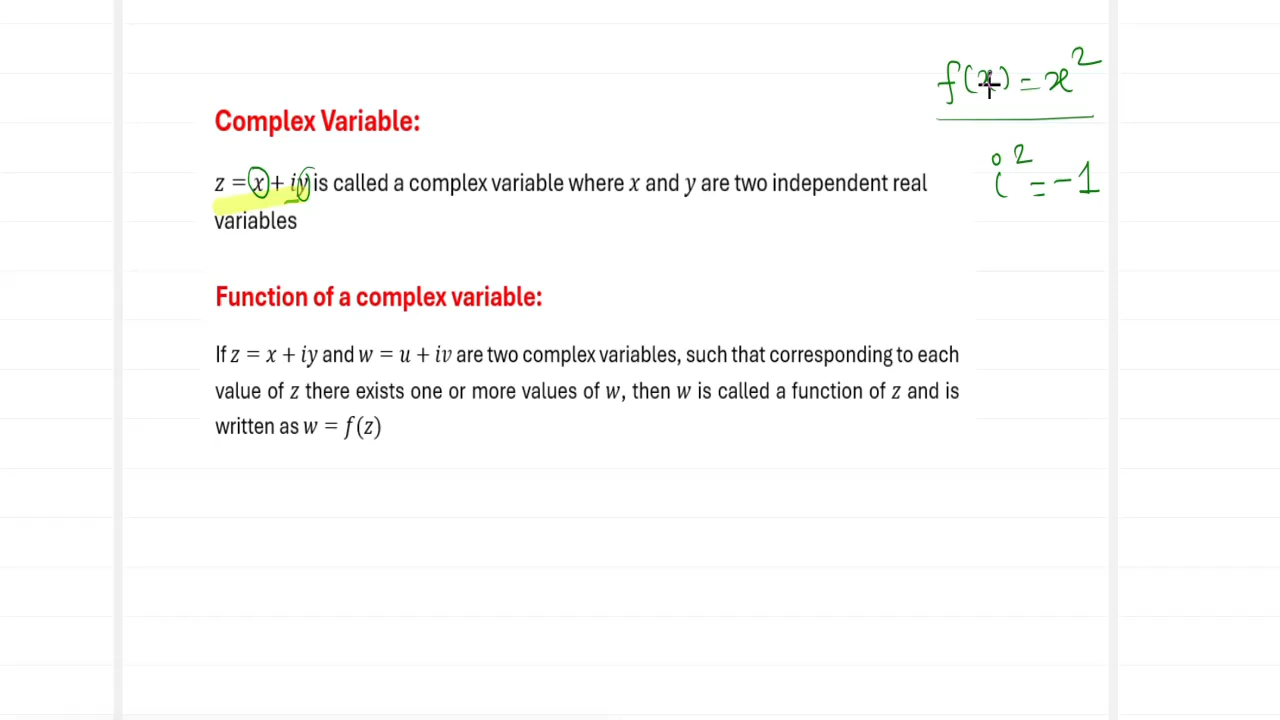 f(x) = x²
Complex Variable:
i² = -1
z = x + iy is called a complex variable where x and y are two independent real
variables
Function of a complex variable:
If z = x + iy and w = u + iv are two complex variables, such that corresponding to each
value of z there exists one or more values of w, then w is called a function of z and is
written as w = f(z)